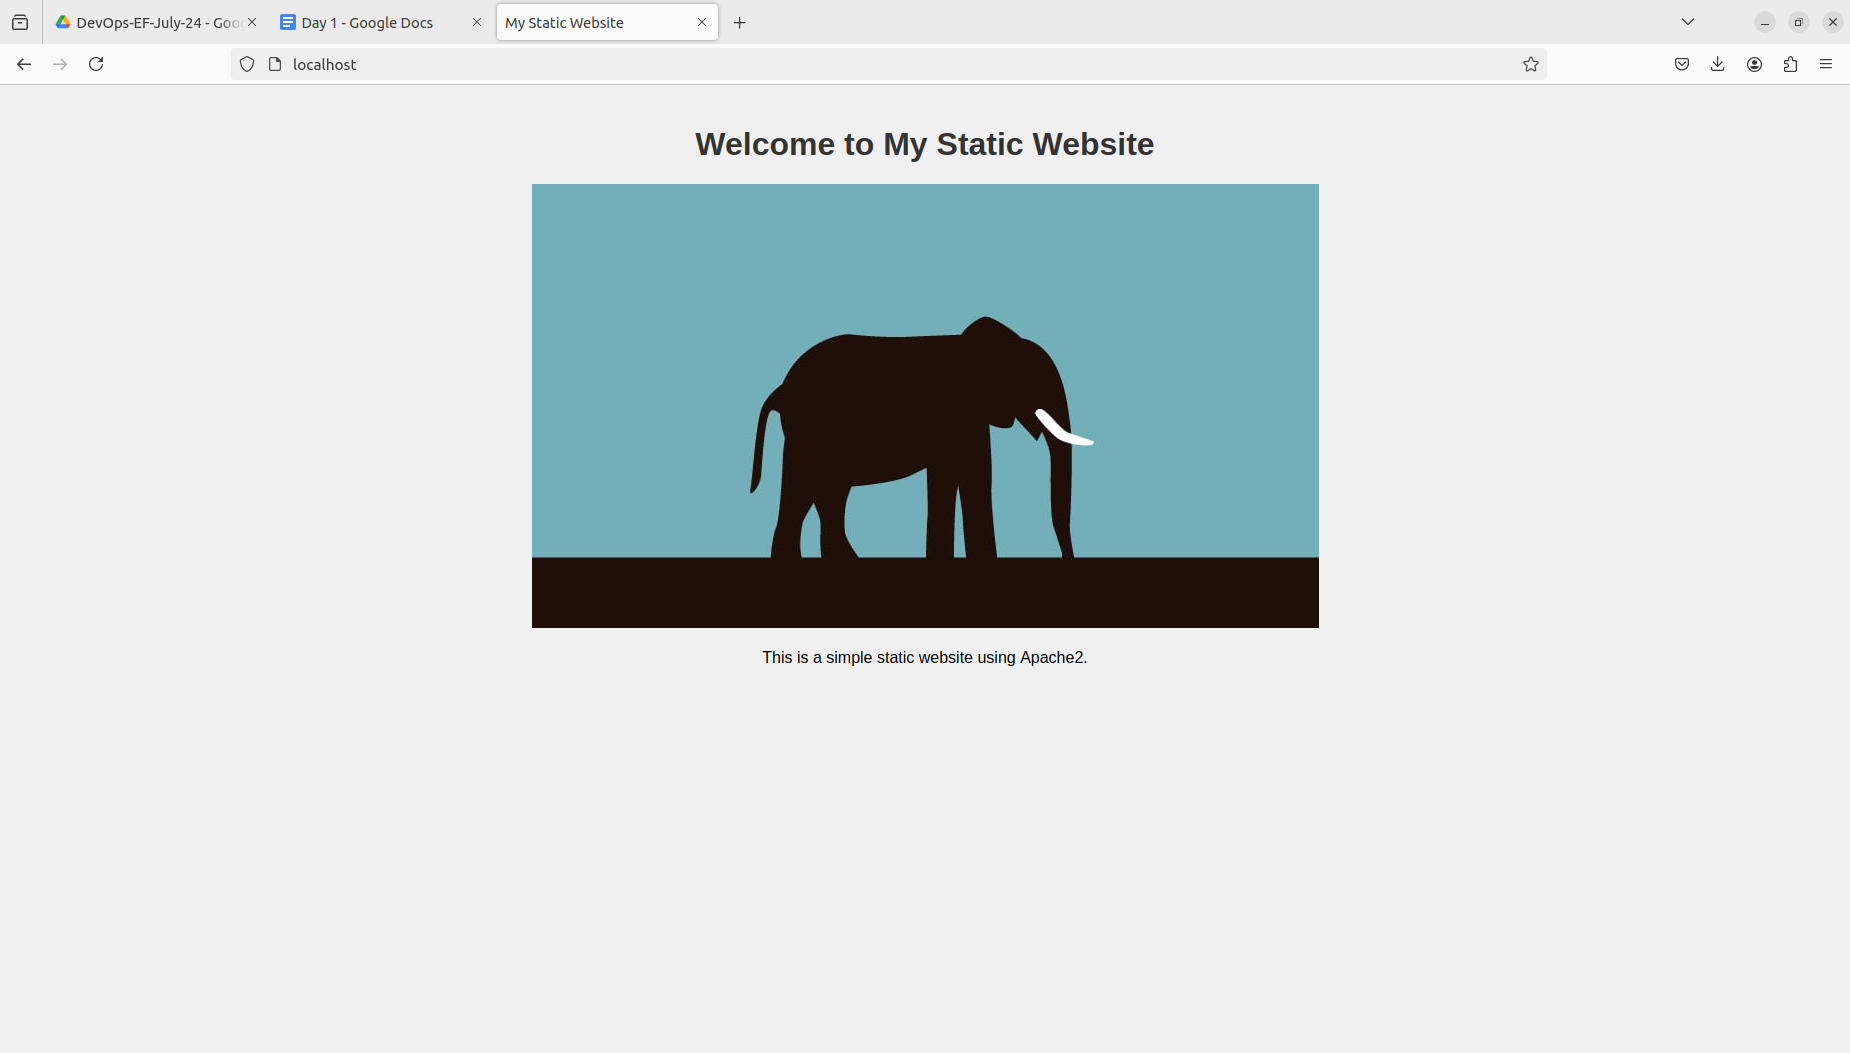 DevOps-EF-July-24 - Goo
Day 1 - Google Docs
My Static Website
localhost
Welcome to My Static Website
This is a simple static website using Apache2.